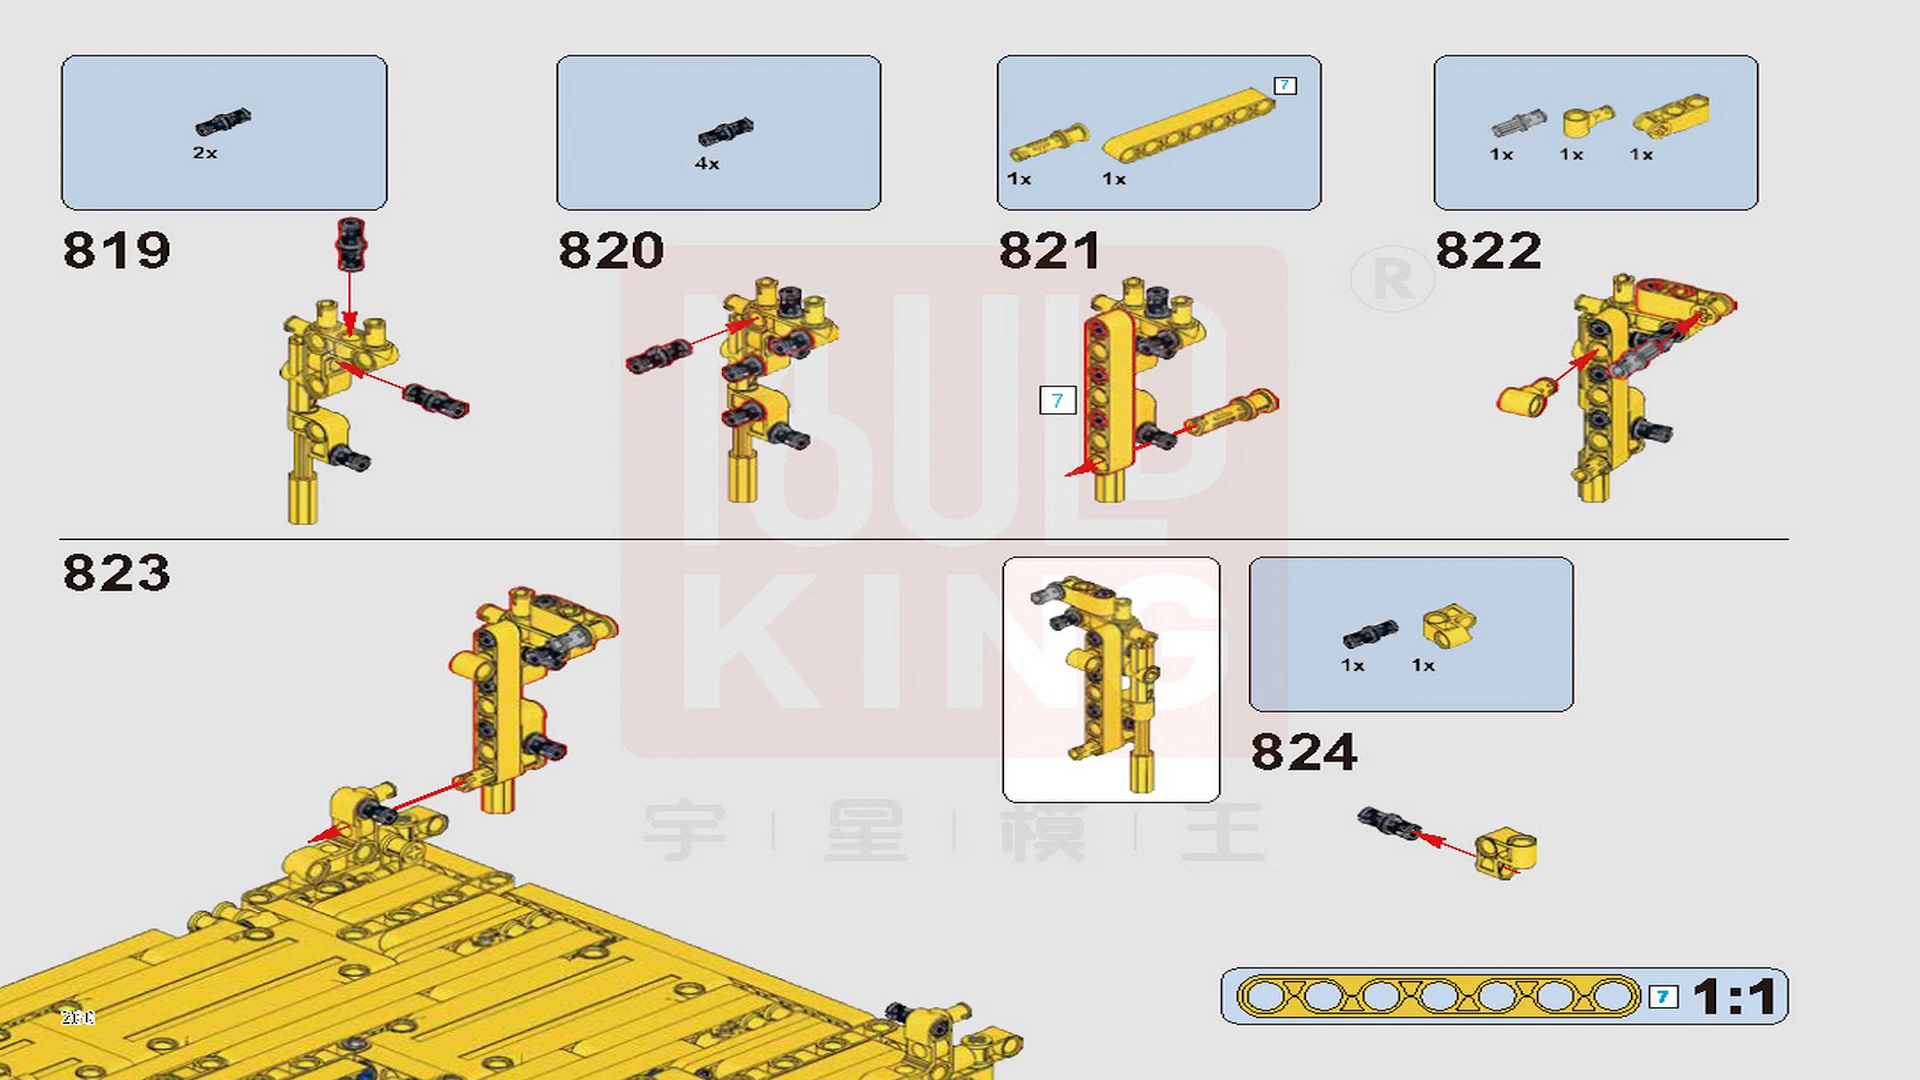 2x
4x
7
1x 1x
1x 1x 1x
819
820
821
822
®
7
MOULD
KING
823
1x 1x
824
宇|星|模|王
7 1:1